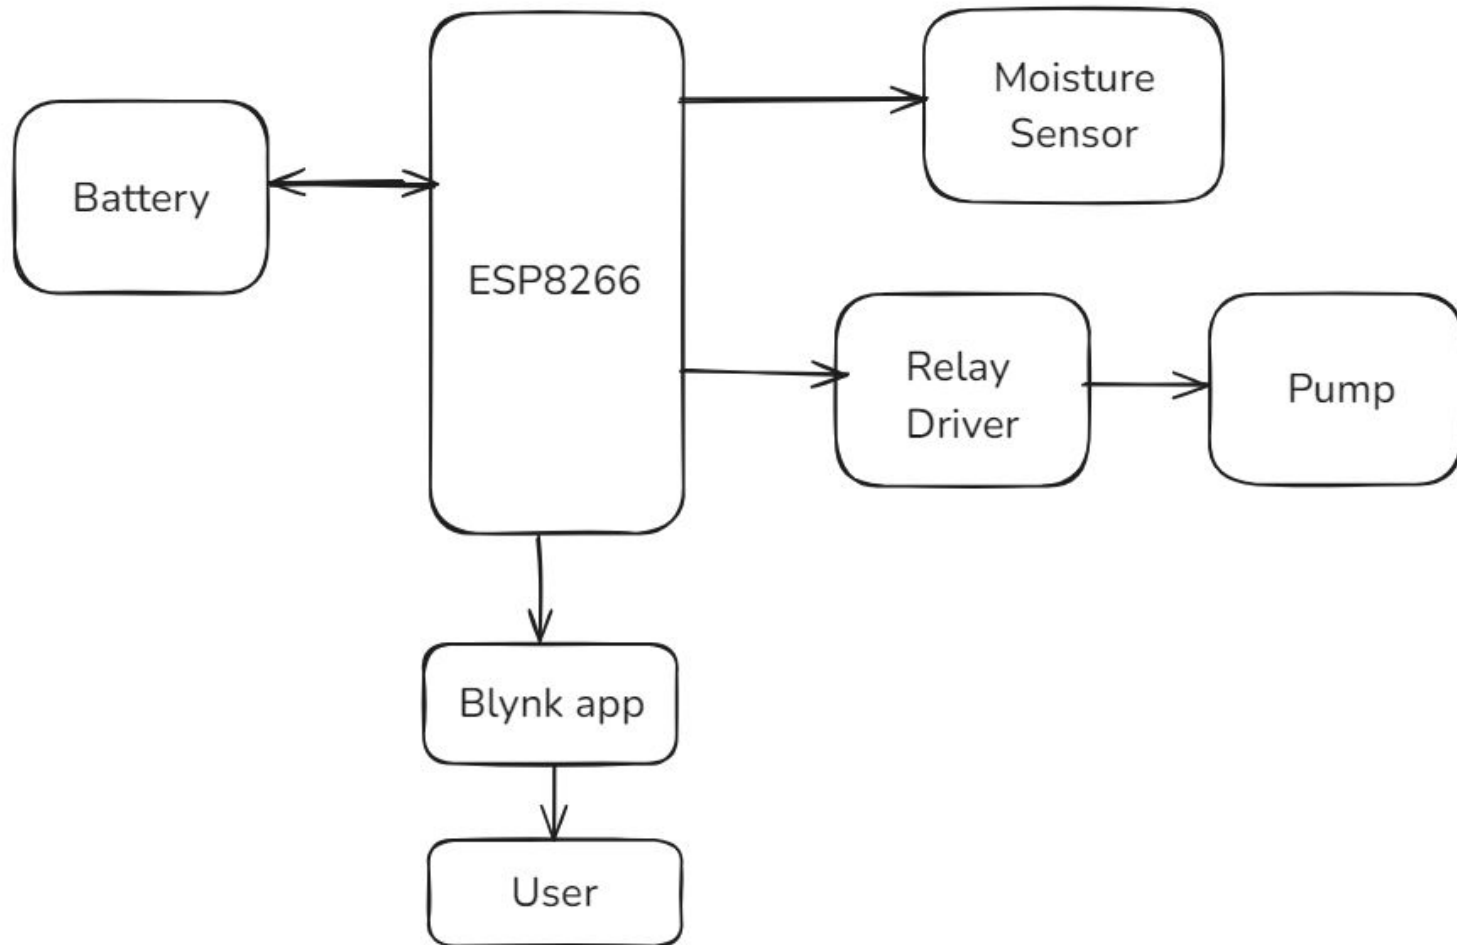 Moisture
Sensor
Battery
ESP8266
Relay
Driver
Pump
Blynk app
User